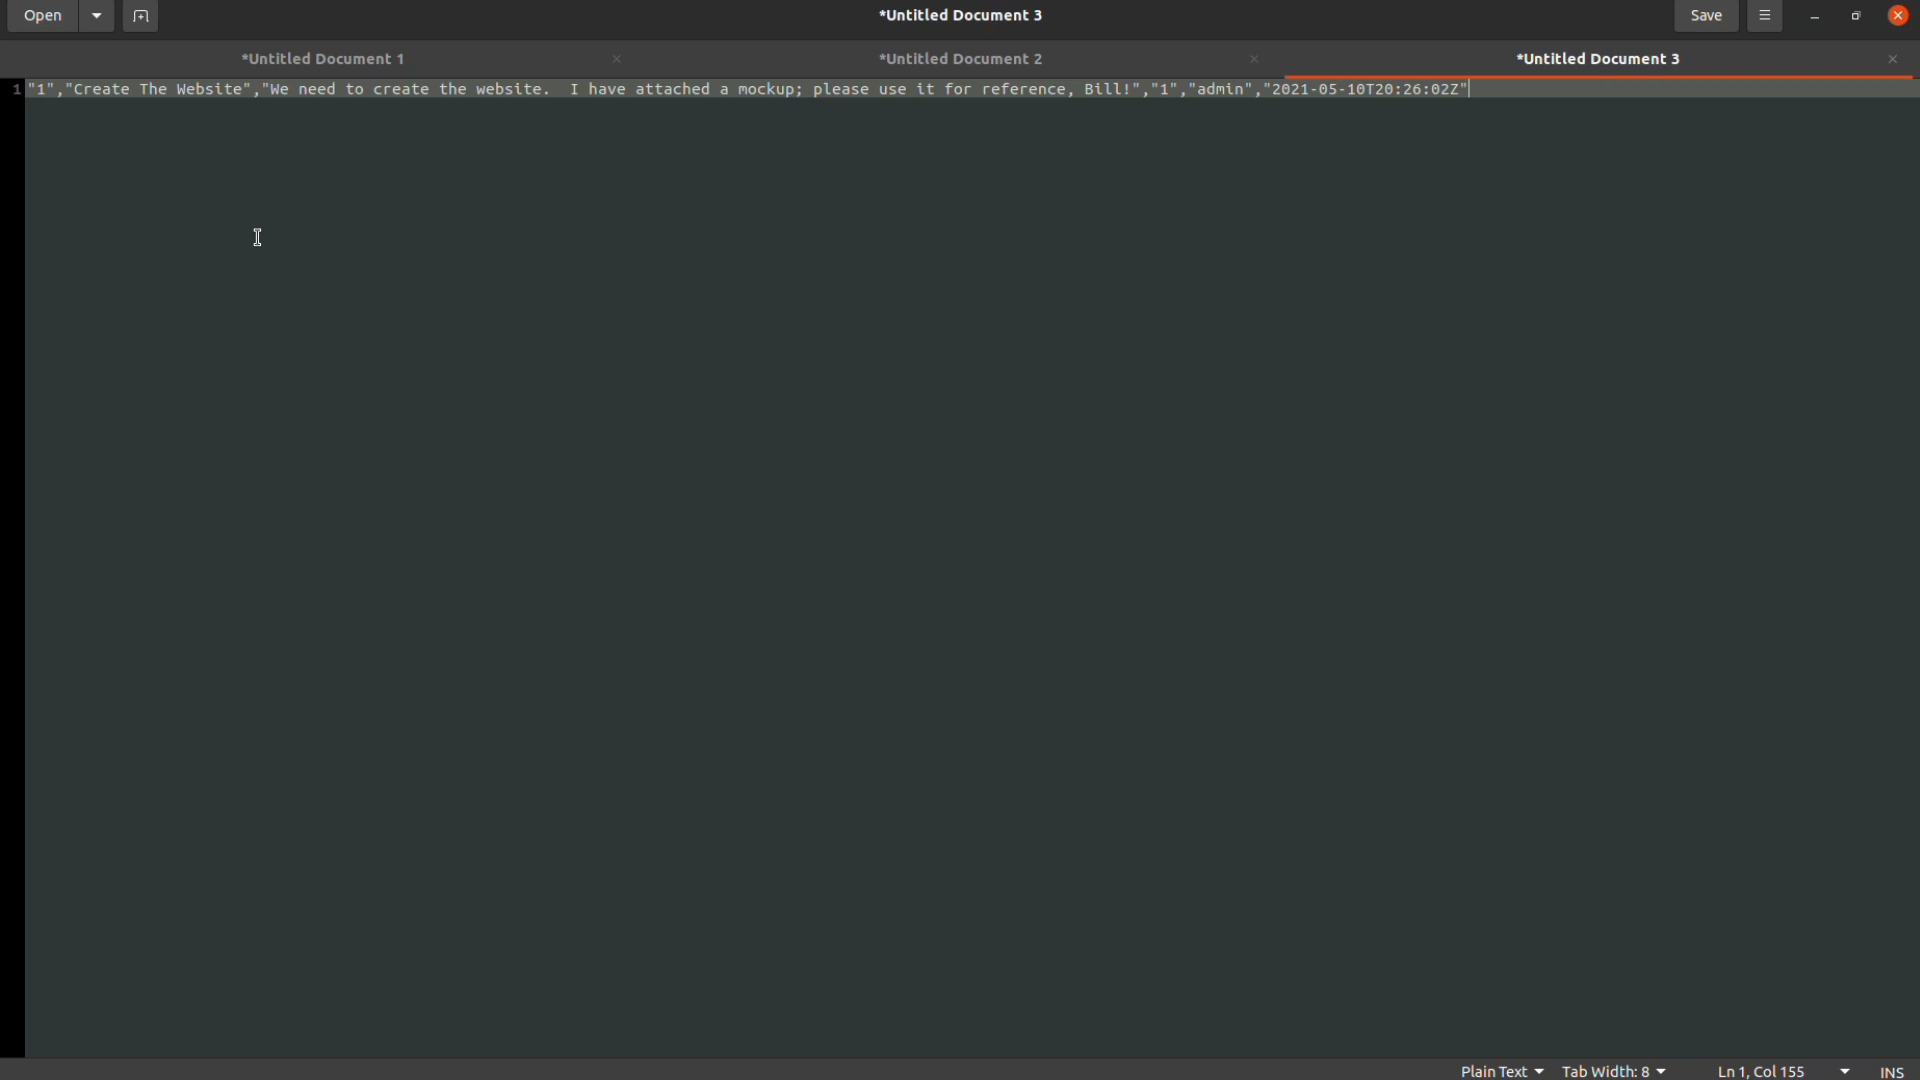 Open
*Untitled Document 3
Save
*Untitled Document 1
*Untitled Document 2
*Untitled Document 3
1 "1","Create The Website","We need to create the website.  I have attached a mockup; please use it for reference, Bill!","1","admin","2021-05-10T20:26:02Z"
Plain Text Tab Width: 8 Ln 1, Col 155 INS